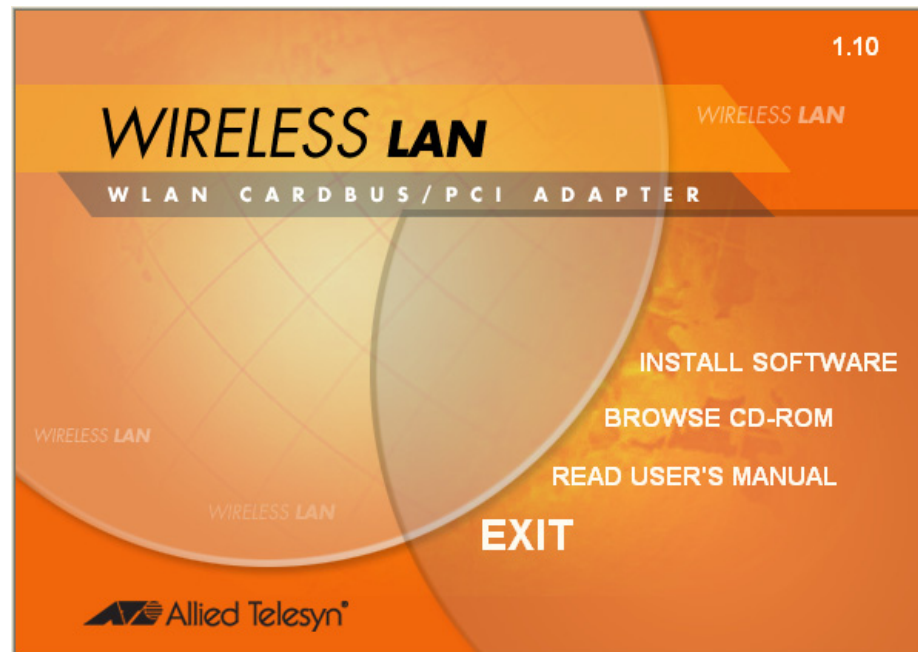 1.10
WIRELESS LAN
WIRELESS LAN
WLAN CARDBUS/PCI ADAPTER
INSTALL SOFTWARE
BROWSE CD-ROM
WIRELESS LAN
READ USER'S MANUAL
WIRELESS LAN
EXIT
Allied Telesyn®